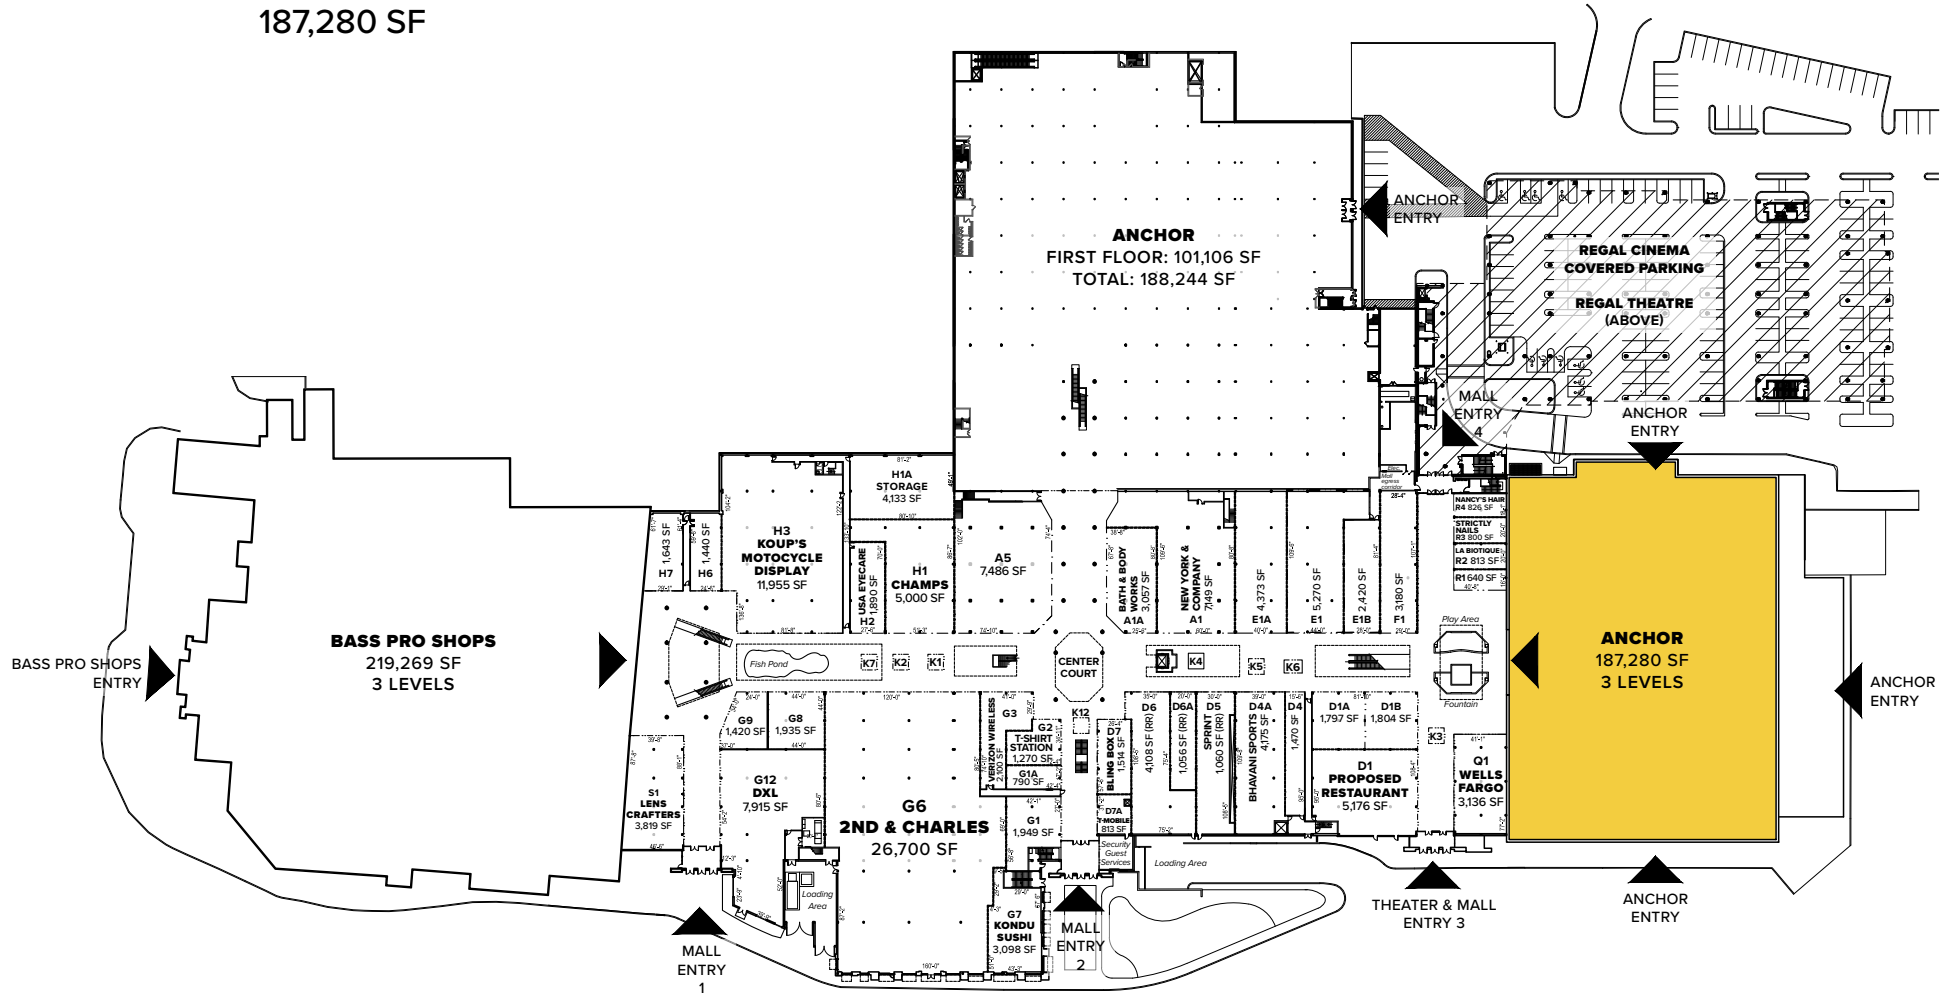 187,280 SF
ANCHOR
FIRST FLOOR: 101,106 SF
TOTAL: 188,244 SF
ANCHOR
ENTRY
REGAL CINEMA
COVERED PARKING
REGAL THEATRE
(ABOVE)
MALL
ENTRY
4
ANCHOR
ENTRY
BASS PRO SHOPS
ENTRY
BASS PRO SHOPS
219,269 SF
3 LEVELS
H7
1,643 SF
H6
1,440 SF
H3
KOUP'S
MOTOCYCLE
DISPLAY
11,955 SF
H1A
STORAGE
4,133 SF
USA EYECARE
1,890 SF
H2
H1
CHAMPS
5,000 SF
A5
7,486 SF
BATH & BODY
WORKS
3,057 SF
A1A
NEW YORK &
COMPANY
7,149 SF
A1
4,373 SF
E1A
5,270 SF
E1
2,420 SF
E1B
3,180 SF
F1
Elec.
Mall
egress
corridor
28'-4"
NANCY'S HAIR
R4 826 SF
STRICTLY
NAILS
R3 800 SF
LA BIOTIQUE
R2 813 SF
R1 640 SF
Play Area
Fountain
ANCHOR
187,280 SF
3 LEVELS
ANCHOR
ENTRY
Fish Pond
K7
K2
K1
CENTER
COURT
K4
K5
K6
K12
K3
G9
1,420 SF
G8
1,935 SF
G12
DXL
7,915 SF
S1
LENS
CRAFTERS
3,819 SF
G6
2ND & CHARLES
26,700 SF
VERIZON WIRELESS
2,100 SF
G3
G2
T-SHIRT
STATION
1,270 SF
G1A
790 SF
G1
1,949 SF
G7
KONDU
SUSHI
3,098 SF
BLING BOX D7
1,514 SF
D7A
T-MOBILE
813 SF
Security
Guest
Services
Loading Area
Loading
Area
D6
4,108 SF (RR)
D6A
1,056 SF (RR)
D5
SPRINT
1,060 SF (RR)
D4A
BHAVANI SPORTS
4,175 SF
D4
1,470 SF
D1A
1,797 SF
D1B
1,804 SF
D1
PROPOSED
RESTAURANT
5,176 SF
Q1
WELLS
FARGO
3,136 SF
MALL
ENTRY
1
MALL
ENTRY
2
THEATER & MALL
ENTRY 3
ANCHOR
ENTRY